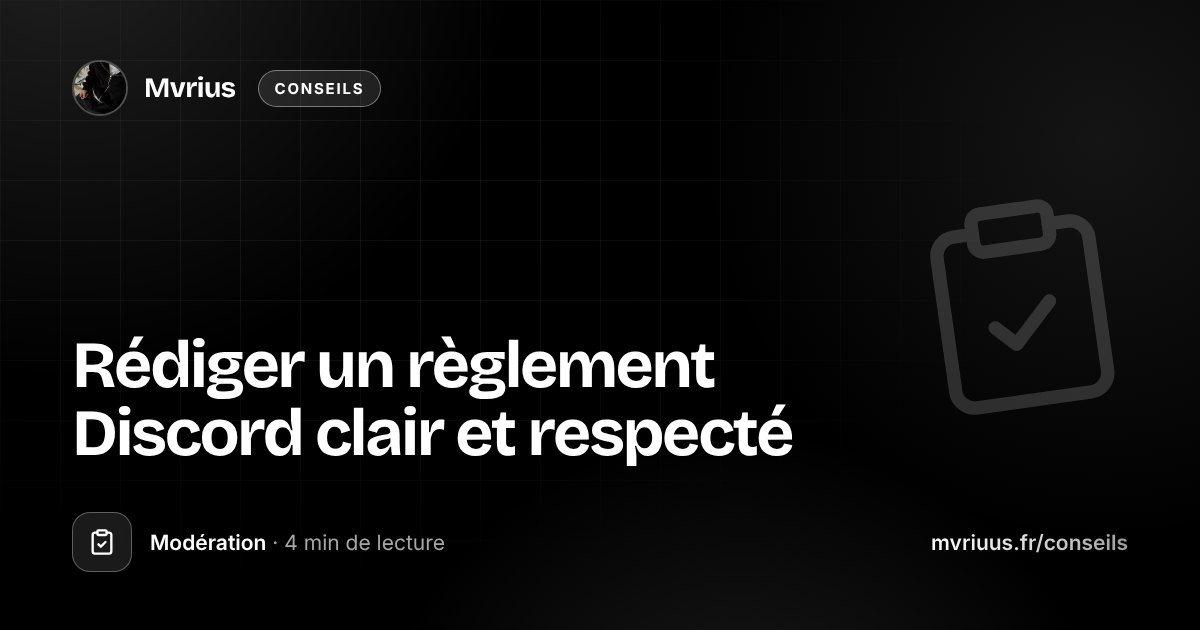 Mvrius
CONSEILS
Rédiger un règlement
Discord clair et respecté
Modération · 4 min de lecture
mvriuus.fr/conseils